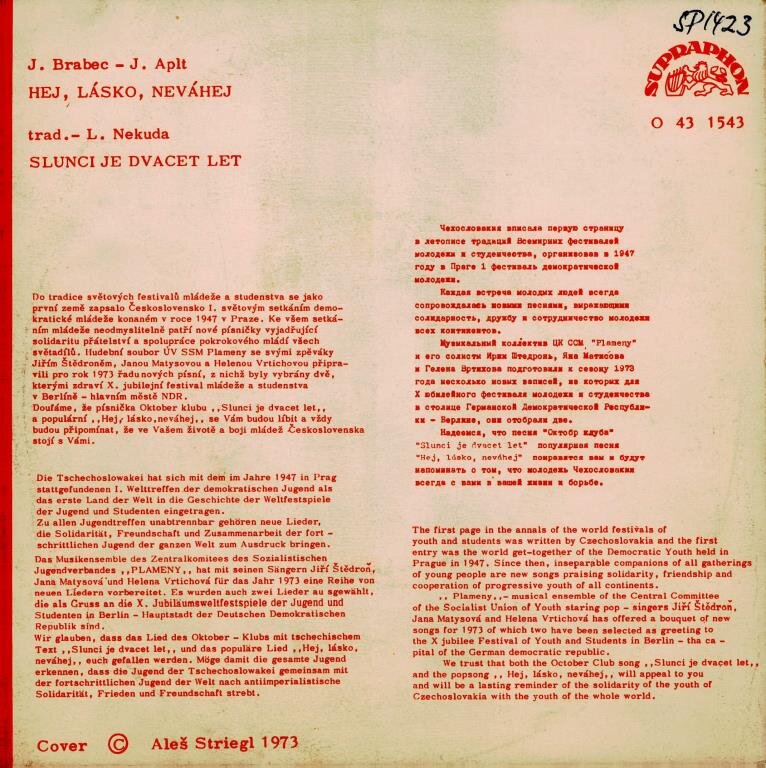 SP1423
SUPRAPHON
O 43 1543
J. Brabec - J. Aplt
HEJ, LÁSKO, NEVÁHEJ
trad.- L. Nekuda
SLUNCI JE DVACET LET
Do tradice světových festivalů mládeže a studenstva se jako
první země zapsalo Československo I. světovým setkáním demo-
kratické mládeže konaném v roce 1947 v Praze. Ke všem setká-
ním mládeže neodmyslitelně patří nové písničky vyjadřující
solidaritu přátelství a spolupráce pokrokového mládí všech
světadílů. Hudební soubor ÚV SSM Plameny se svými zpěváky
Jiřím Štědroněm, Janou Matysovou a Helenou Vrtichovou připra-
vili pro rok 1973 řadu nových písní, z nichž byly vybrány dvě,
kterými zdraví X. jubilejní festival mládeže a studenstva
v Berlíně - hlavním městě NDR.
Doufáme, že písnička Oktober klubu ,,Slunci je dvacet let,,
a populární ,,Hej, lásko,neváhej,, se Vám budou líbit a vždy
budou připomínat, že ve Vašem životě a boji mládež Československa
stojí s Vámi.
Die Tschechoslowakei hat sich mit dem im Jahre 1947 in Prag
stattgefundenen I. Welttreffen der demokratischen Jugend als
das erste Land der Welt in die Geschichte der Weltfestspiele
der Jugend und Studenten eingetragen.
Zu allen Jugendtreffen unabtrennbar gehören neue Lieder,
die Solidarität, Freundschaft und Zusammenarbeit der fort -
schrittlichen Jugend der ganzen Welt zum Ausdruck bringen.
Das Musikensemble des Zentralkomitees des Sozialistischen
Jugendverbandes ,,PLAMENY,, hat mit seinen Sängern Jiří Štědroň,
Jana Matysová und Helena Vrtichová für das Jahr 1973 eine Reihe von
neuen Liedern vorbereitet. Es wurden auch zwei Lieder au sgewählt,
die als Gruss an die X. Jubiläumsweltfestspiele der Jugend und
Studenten in Berlin - Hauptstadt der Deutschen Demokratischen
Republik sind.
Wir glauben, dass das Lied des Oktober - Klubs mit tschechischem
Text ,,Slunci je dvacet let,, und das populäre Lied ,,Hej, lásko,
neváhej,, euch gefallen werden. Möge damit die gesamte Jugend
erkennen, dass die Jugend der Tschechoslowakei gemeinsam mit
der fortschrittlichen Jugend der Welt nach antiimperialistische
Solidarität, Frieden und Freundschaft strebt.
Чехословакия вписала первую страницу
в летописе традиций Всемирных фестивалей
молодежи и студенчества, организовав в 1947
году в Праге 1 фестиваль демократической
молодежи.
Каждая встреча молодых людей всегда
сопровождалась новыми песнями, выражающими
солидарность, дружбу и сотрудничество молодежи
всех континентов.
Музыкальный коллектив ЦК ССМ "Plameny"
и его солисты Иржи Штедронь, Яна Матисова
и Гелена Вртихова подготовили к сезону 1973
года несколько новых записей, из которых для
X юбилейного фестиваля молодежи и студенчества
в столице Германской Демократической Республи-
ки - Берлине, они отобрали две.
Надеемся, что песня "Октобр клуба"
"Slunci je dvacet let" популярная песня
"Hej, lásko, neváhej" понравятся вам и будут
напоминать о том, что молодежь Чехословакии
всегда с вами в вашей жизни и борьбе.
The first page in the annals of the world festivals of
youth and students was written by Czechoslovakia and the first
entry was the world get-together of the Democratic Youth held in
Prague in 1947. Since then, inseparable companions of all gatherings
of young people are new songs praising solidarity, friendship and
cooperation of progressive youth of all continents.
,, Plameny,,- musical ensemble of the Central Committee
of the Socialist Union of Youth staring pop - singers Jiří Štědroň,
Jana Matysová and Helena Vrtichová has offered a bouquet of new
songs for 1973 of which two have been selected as greeting to
the X jubilee Festival of Youth and Students in Berlin - tha ca -
pital of the German democratic republic.
We trust that both the October Club song ,,Slunci je dvacet let,,
and the popsong ,, Hej, lásko, neváhej,, will appeal to you
and will be a lasting reminder of the solidarity of the youth of
Czechoslovakia with the youth of the whole world.
Cover © Aleš Striegl 1973